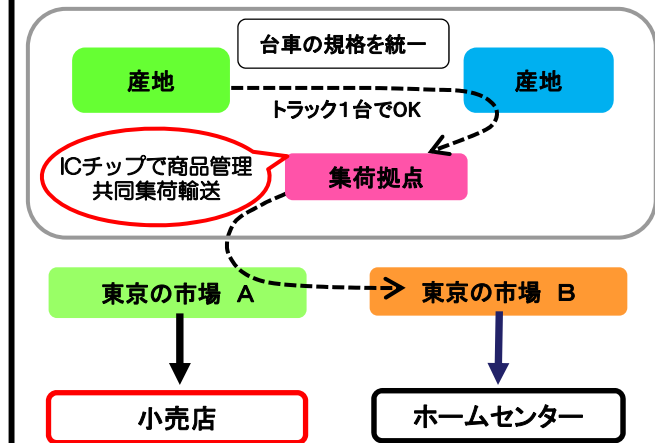 台車の規格を統一
産地
産地
トラック1台でOK
ICチップで商品管理
共同集荷輸送
集荷拠点
東京の市場 A
東京の市場 B
小売店
ホームセンター